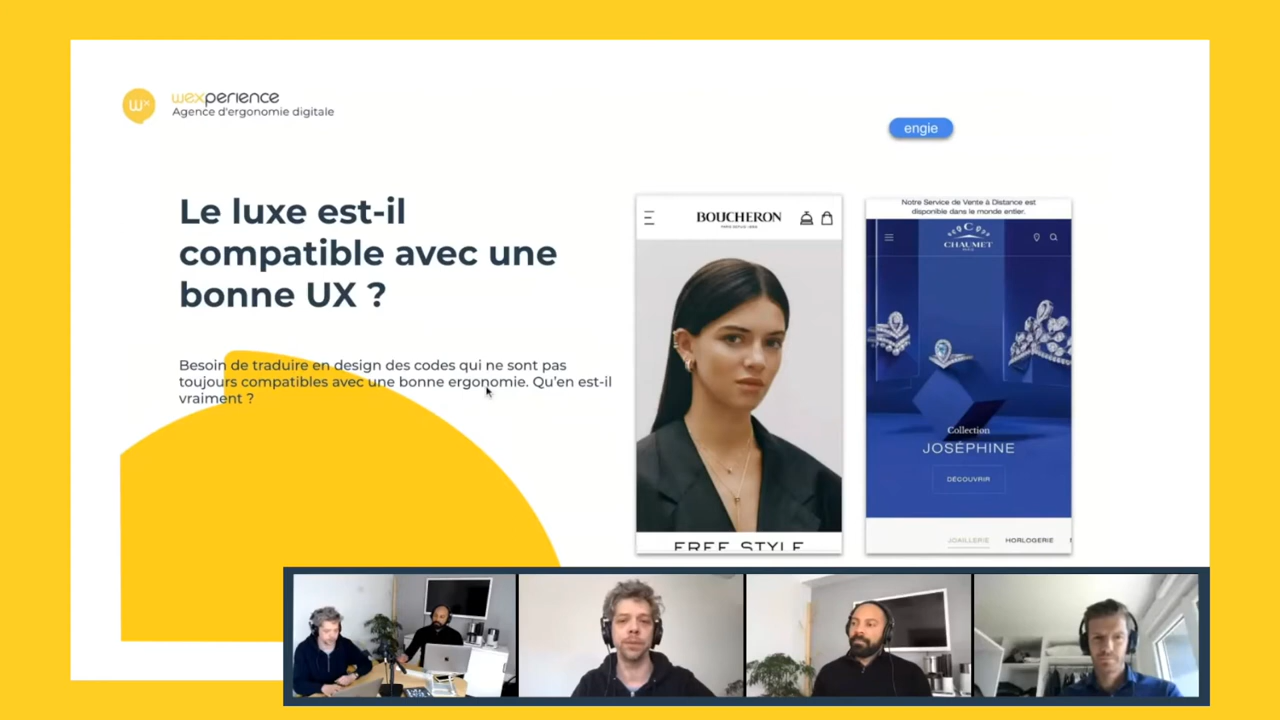 wexperience
Agence d'ergonomie digitale
engie
Le luxe est-il
compatible avec une
bonne UX ?
Besoin de traduire en design des codes qui ne sont pas
toujours compatibles avec une bonne ergonomie. Qu'en est-il
vraiment ?
BOUCHERON
FREE STYLE
Notre Service de Vente à Distance est
disponible dans le monde entier.
CHAUMET
PARIS
Collection
JOSÉPHINE
DÉCOUVRIR
JOAILLERIE HORLOGERIE